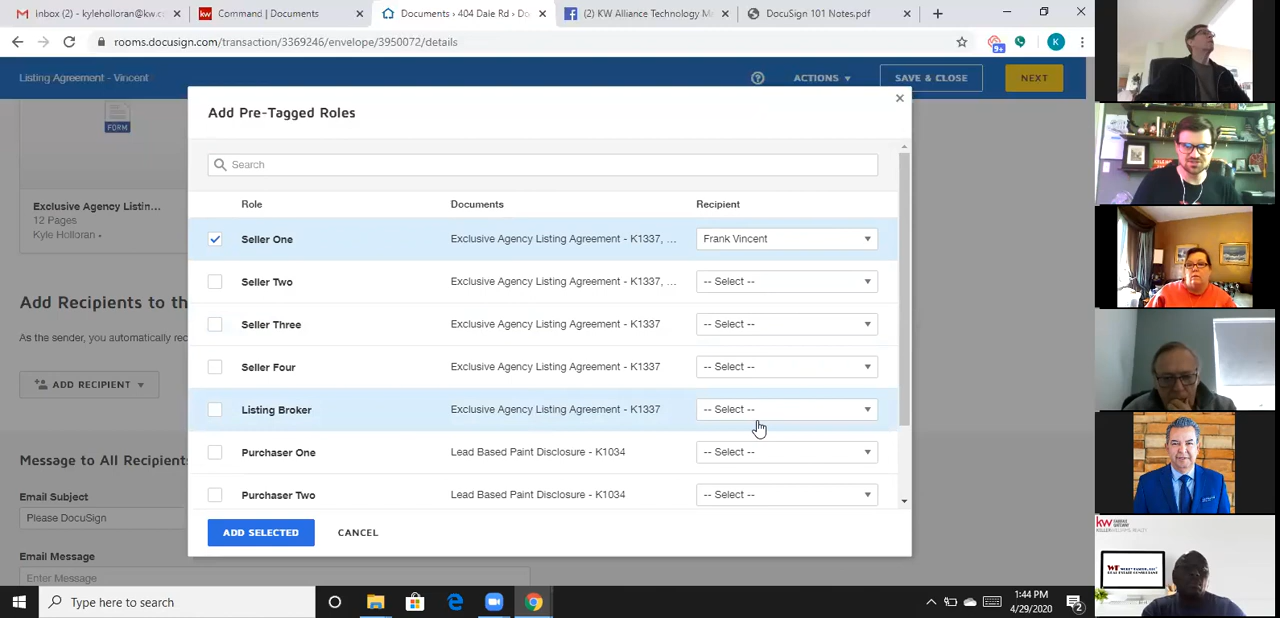 Inbox (2) - kyleholloran@kw.c
Command | Documents
Documents › 404 Dale Rd › Do
(2) KW Alliance Technology M
DocuSign 101 Notes.pdf
rooms.docusign.com/transaction/3369246/envelope/3950072/details
9+
K
Listing Agreement - Vincent
ACTIONS
SAVE & CLOSE
NEXT
FORM
Exclusive Agency Listin...
12 Pages
Kyle Holloran
Add Recipients to th
As the sender, you automatically rec
ADD RECIPIENT
Message to All Recipients
Email Subject
Please DocuSign
Email Message
Enter Message
Add Pre-Tagged Roles
Search
Role Documents Recipient
Seller One Exclusive Agency Listing Agreement - K1337, ... Frank Vincent
Seller Two Exclusive Agency Listing Agreement - K1337, ... -- Select --
Seller Three Exclusive Agency Listing Agreement - K1337 -- Select --
Seller Four Exclusive Agency Listing Agreement - K1337 -- Select --
Listing Broker Exclusive Agency Listing Agreement - K1337 -- Select --
Purchaser One Lead Based Paint Disclosure - K1034 -- Select --
Purchaser Two Lead Based Paint Disclosure - K1034 -- Select --
ADD SELECTED CANCEL
Type here to search
1:44 PM
4/29/2020
2
kw
KELLERWILLIAMS REALTY